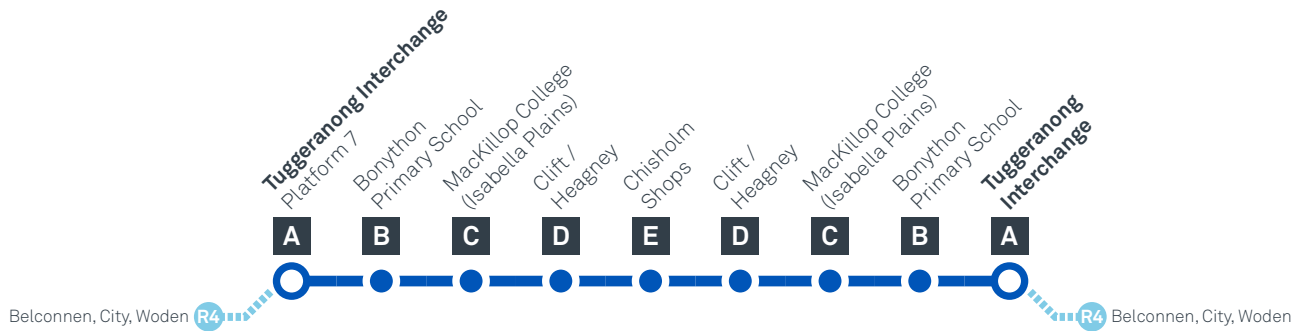 Tuggeranong Interchange
Platform 7
Bonython
Primary School
MacKillop College
(Isabella Plains)
Clift /
Heagney
Chisholm
Shops
Clift /
Heagney
MacKillop College
(Isabella Plains)
Bonython
Primary School
Tuggeranong
Interchange
A B C D E D C B A
Belconnen, City, Woden R4
R4 Belconnen, City, Woden